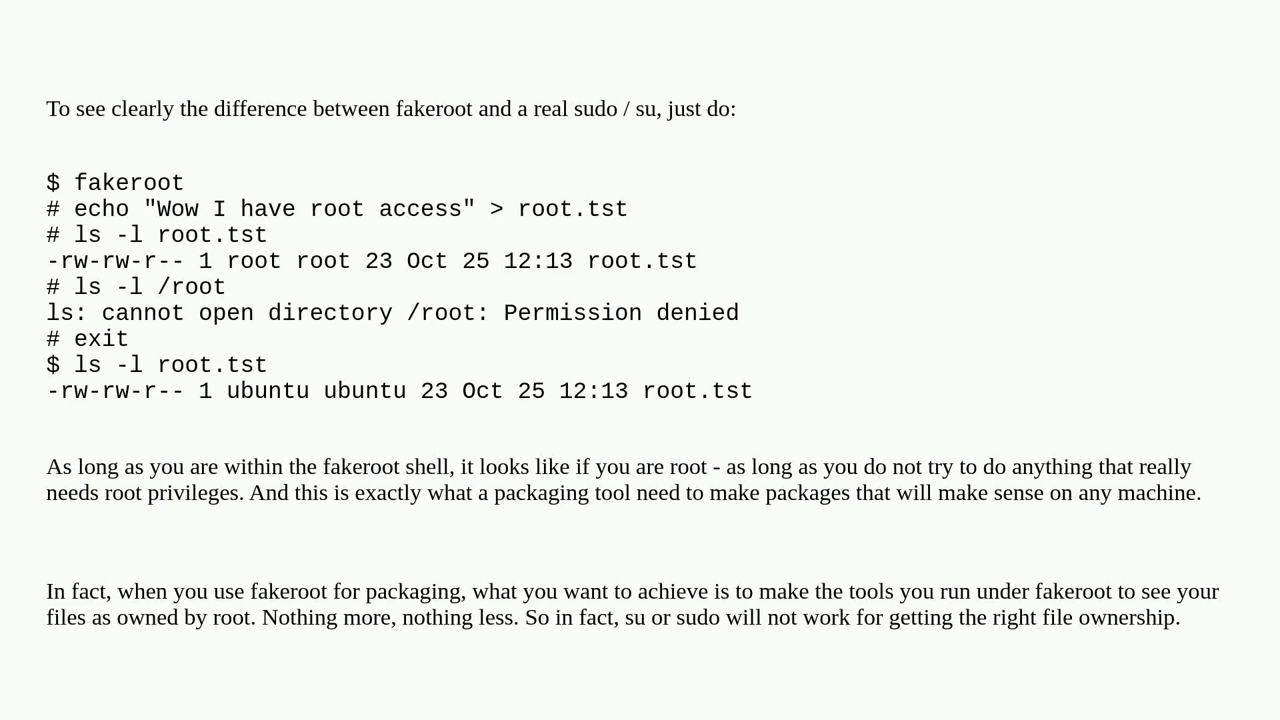 To see clearly the difference between fakeroot and a real sudo / su, just do:
$ fakeroot
# echo "Wow I have root access" > root.tst
# ls -l root.tst
-rw-rw-r-- 1 root root 23 Oct 25 12:13 root.tst
# ls -l /root
ls: cannot open directory /root: Permission denied
# exit
$ ls -l root.tst
-rw-rw-r-- 1 ubuntu ubuntu 23 Oct 25 12:13 root.tst
As long as you are within the fakeroot shell, it looks like if you are root - as long as you do not try to do anything that really
needs root privileges. And this is exactly what a packaging tool need to make packages that will make sense on any machine.
In fact, when you use fakeroot for packaging, what you want to achieve is to make the tools you run under fakeroot to see your
files as owned by root. Nothing more, nothing less. So in fact, su or sudo will not work for getting the right file ownership.